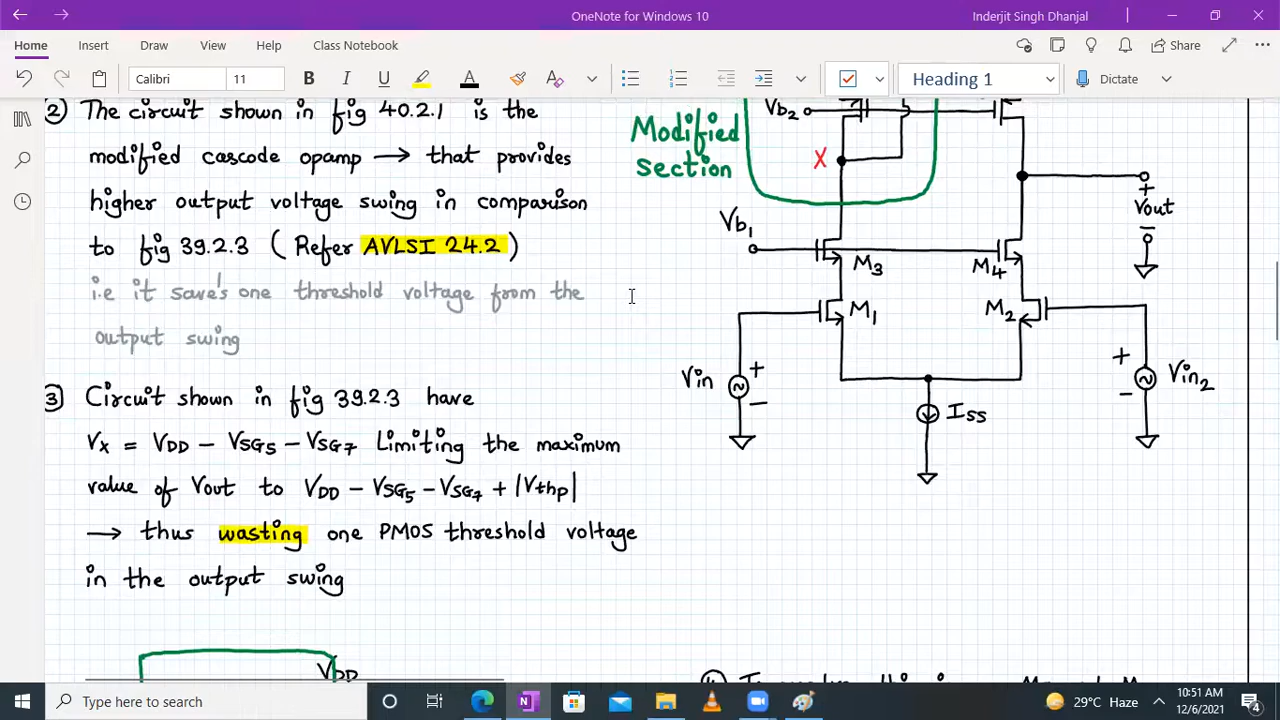 OneNote for Windows 10
Inderjit Singh Dhanjal
Home Insert Draw View Help Class Notebook
Share
Calibri 11 B I U A Heading 1 Dictate
2) The circuit shown in fig 40.2.1 is the
modified cascode opamp → that provides
higher output voltage swing in comparison
to fig 39.2.3 ( Refer AVLSI 24.2 )
i.e it save's one threshold voltage from the
output swing
3) Circuit shown in fig 39.2.3 have
VX = VDD - VSG5 - VSG7 Limiting the maximum
value of Vout to VDD - VSG5 - VSG7 + |Vthp|
→ thus wasting one PMOS threshold voltage
in the output swing
VDD
Vb2
Modified
section
X
+
Vout
-
Vb1
M3 M4
M1 M2
Vin + -
+ - Vin2
ISS
Type here to search
29°C Haze
10:51 AM
12/6/2021
4